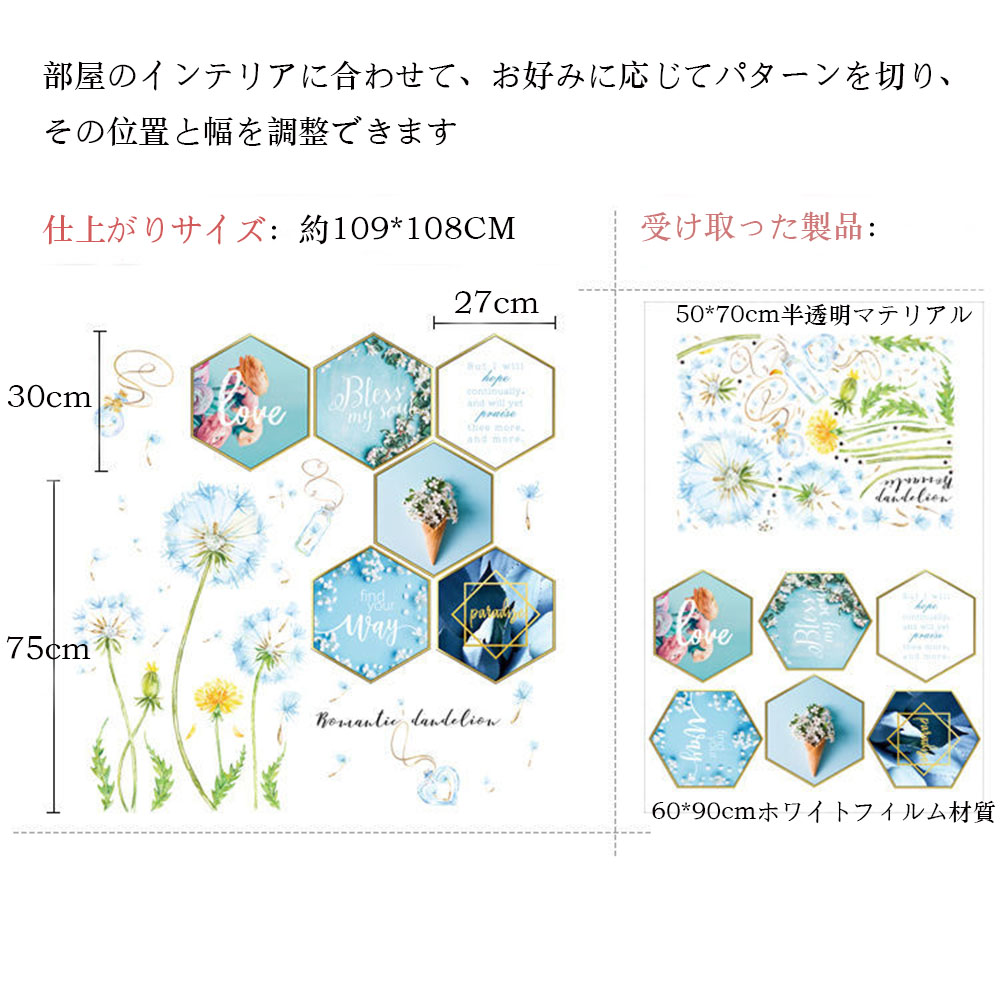 部屋のインテリアに合わせて、お好みに応じてパターンを切り、
その位置と幅を調整できます
仕上がりサイズ: 約109*108CM
27cm
30cm
love
Bless
my soul
But I will
hope
continually,
and will yet
praise
thee more,
and more.
75cm
find
your
way
paradise
Romantic dandelion
受け取った製品:
50*70cm半透明マテリアル
Romantic
dandelion
love
Bless
my soul
But I will
hope
continually,
and will yet
praise
thee more,
and more.
find
your
way
paradise
60*90cmホワイトフィルム材質